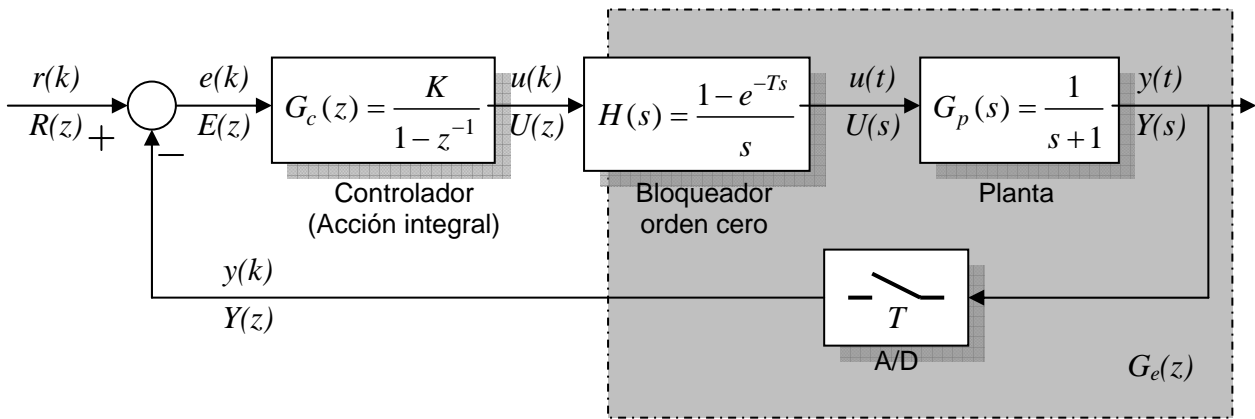 r(k)
R(z)
+
−
e(k)
E(z)
G_c(z) = K / (1 − z^{-1})
Controlador
(Acción integral)
u(k)
U(z)
H(s) = (1 − e^{-Ts}) / s
Bloqueador
orden cero
u(t)
U(s)
G_p(s) = 1 / (s + 1)
Planta
y(t)
Y(s)
y(k)
Y(z)
T
A/D
G_e(z)